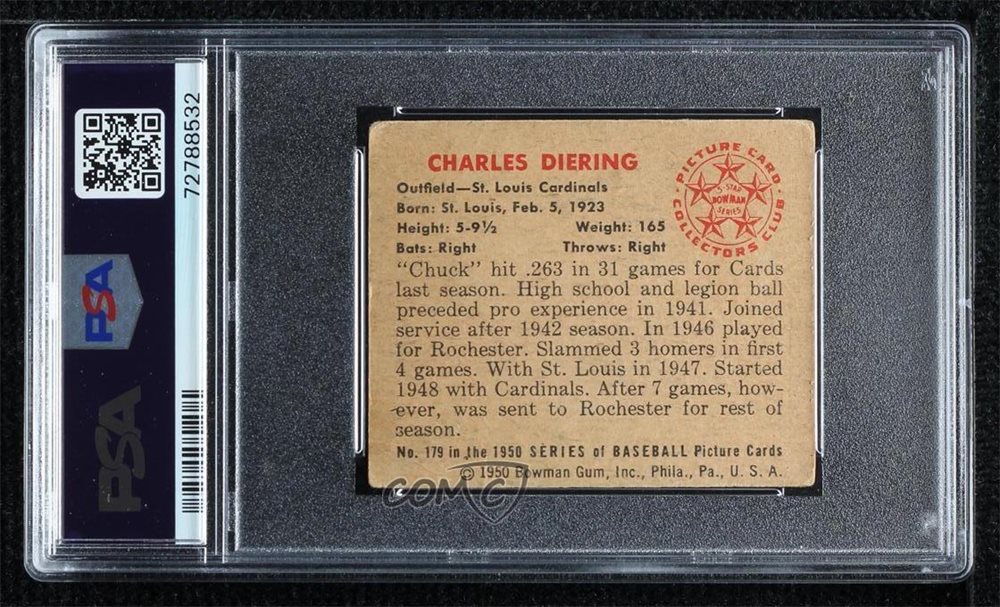 72788532
PSA
PSA
CHARLES DIERING
Outfield—St. Louis Cardinals
Born: St. Louis, Feb. 5, 1923
Height: 5-9½ Weight: 165
Bats: Right Throws: Right
PICTURE CARD
5-STAR
BOWMAN
SERIES
COLLECTORS CLUB
"Chuck" hit .263 in 31 games for Cards
last season. High school and legion ball
preceded pro experience in 1941. Joined
service after 1942 season. In 1946 played
for Rochester. Slammed 3 homers in first
4 games. With St. Louis in 1947. Started
1948 with Cardinals. After 7 games, how-
ever, was sent to Rochester for rest of
season.
No. 179 in the 1950 SERIES of BASEBALL Picture Cards
© 1950 Bowman Gum, Inc., Phila., Pa., U. S. A.
COMC